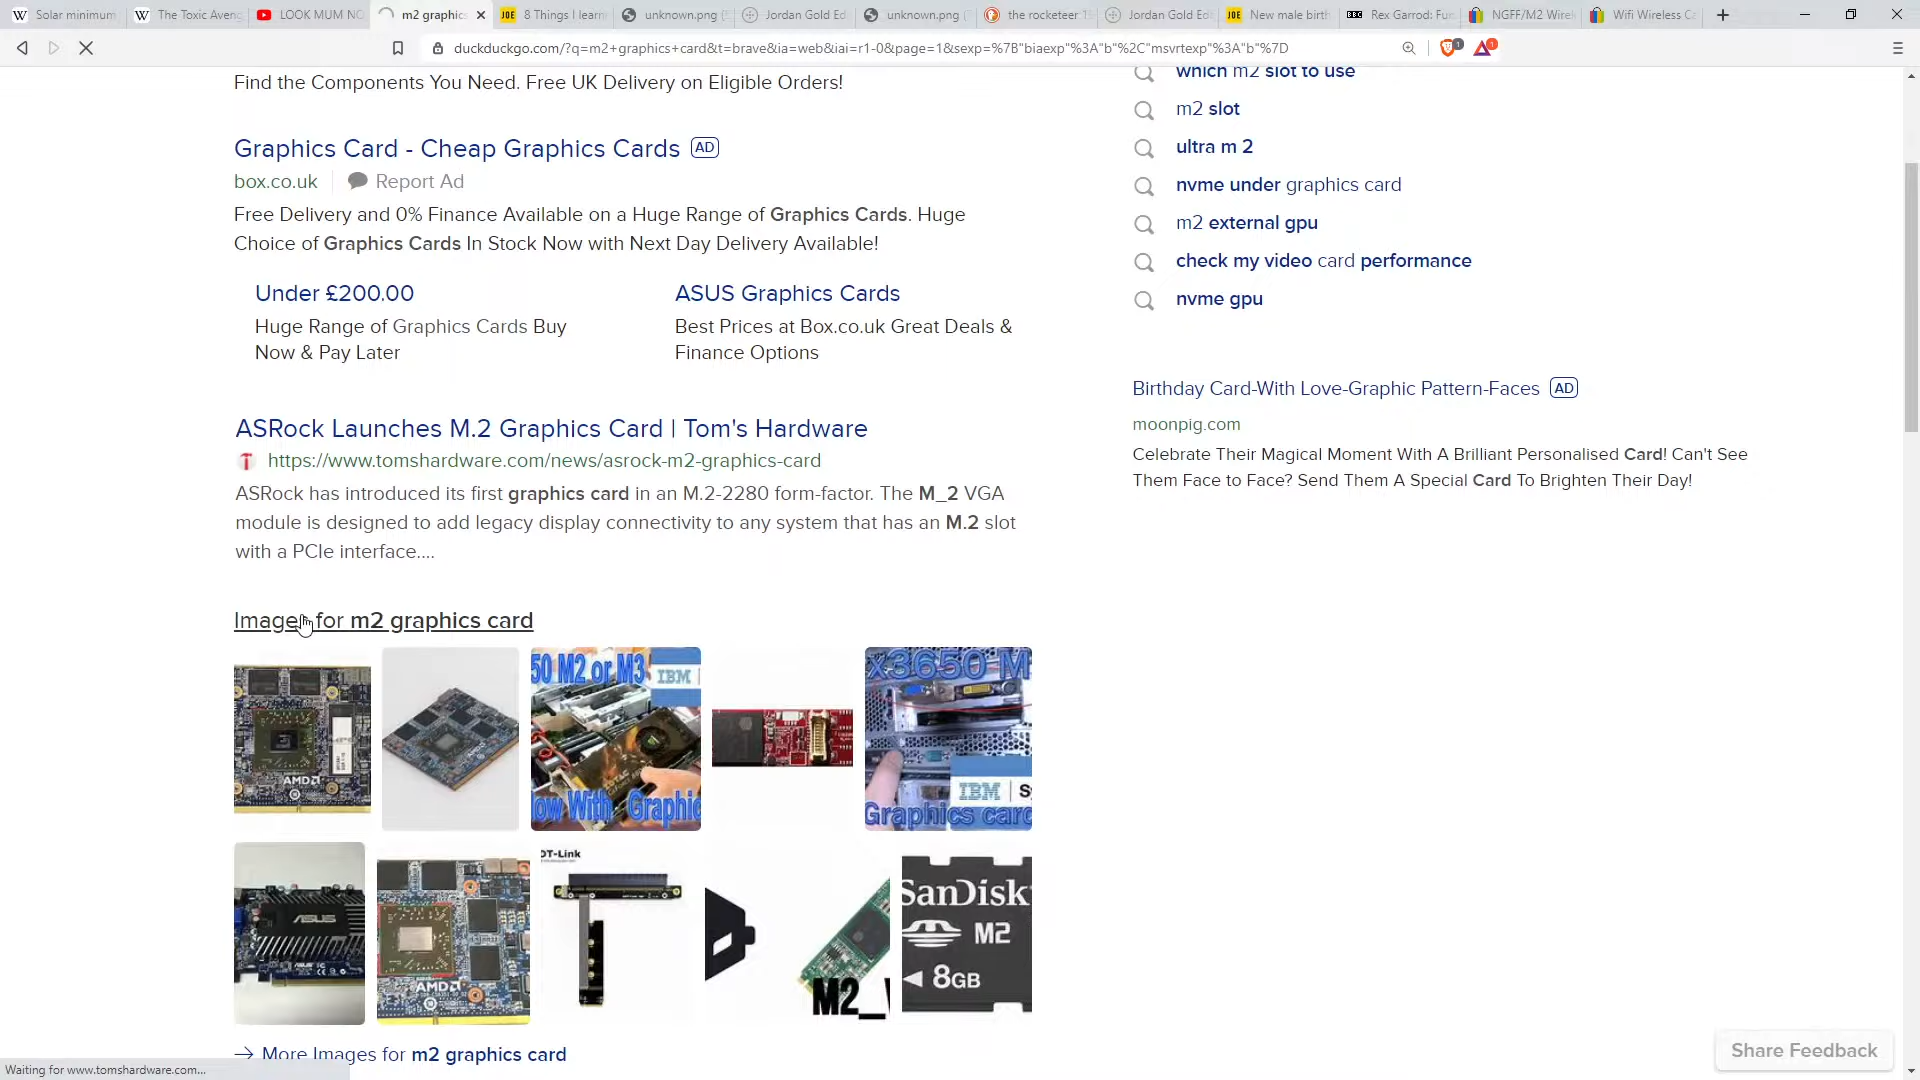 Solar minimum
The Toxic Aveng
LOOK MUM NO
m2 graphics
8 Things I learn
unknown.png (
Jordan Gold Ed
unknown.png (
the rocketeer 1
Jordan Gold Ed
New male birth
Rex Garrod: Fu
NGFF/M2 Wirel
Wifi Wireless Ca
duckduckgo.com/?q=m2+graphics+card&t=brave&ia=web&iai=r1-0&page=1&sexp=%7B"biaexp"%3A"b"%2C"msvrtexp"%3A"b"%7D
Find the Components You Need. Free UK Delivery on Eligible Orders!
Graphics Card - Cheap Graphics Cards AD
box.co.uk Report Ad
Free Delivery and 0% Finance Available on a Huge Range of Graphics Cards. Huge
Choice of Graphics Cards In Stock Now with Next Day Delivery Available!
Under £200.00
Huge Range of Graphics Cards Buy
Now & Pay Later
ASUS Graphics Cards
Best Prices at Box.co.uk Great Deals &
Finance Options
ASRock Launches M.2 Graphics Card | Tom's Hardware
https://www.tomshardware.com/news/asrock-m2-graphics-card
ASRock has introduced its first graphics card in an M.2-2280 form-factor. The M_2 VGA
module is designed to add legacy display connectivity to any system that has an M.2 slot
with a PCIe interface....
Images for m2 graphics card
AMD
50 M2 or M3
IBM
ow With Graphic
x3650 M
IBM S
Graphics card
ASUS
AMD
DT-Link
M2_
SanDisk
M2
8GB
More Images for m2 graphics card
which m2 slot to use
m2 slot
ultra m 2
nvme under graphics card
m2 external gpu
check my video card performance
nvme gpu
Birthday Card-With Love-Graphic Pattern-Faces AD
moonpig.com
Celebrate Their Magical Moment With A Brilliant Personalised Card! Can't See
Them Face to Face? Send Them A Special Card To Brighten Their Day!
Share Feedback
Waiting for www.tomshardware.com...